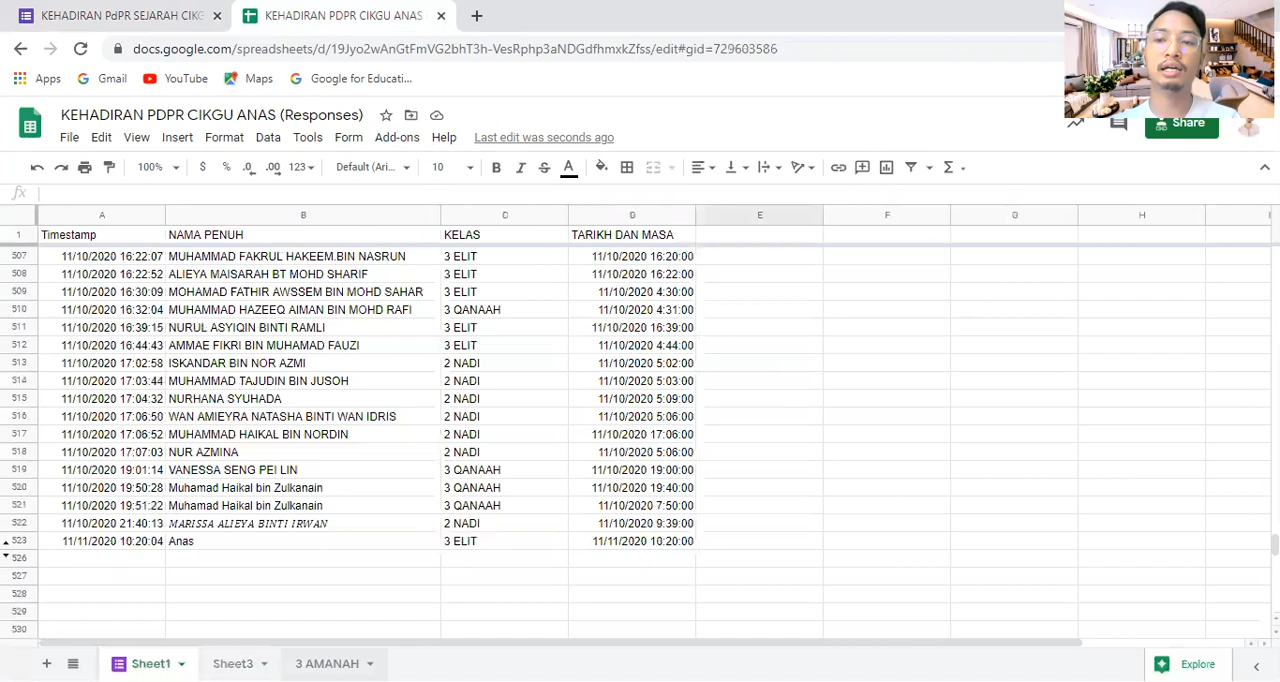 KEHADIRAN PdPR SEJARAH CIKG
KEHADIRAN PDPR CIKGU ANAS
docs.google.com/spreadsheets/d/19Jyo2wAnGtFmVG2bhT3h-VesRphp3aNDGdfhmxkZfss/edit#gid=729603586
Apps Gmail YouTube Maps Google for Educati...
KEHADIRAN PDPR CIKGU ANAS (Responses)
Share
File Edit View Insert Format Data Tools Form Add-ons Help Last edit was seconds ago
100% $ % .0 .00 123 Default (Ari... 10 B I S A Σ
fx
A B C D E F G H I
1 Timestamp NAMA PENUH KELAS TARIKH DAN MASA
507 11/10/2020 16:22:07 MUHAMMAD FAKRUL HAKEEM.BIN NASRUN 3 ELIT 11/10/2020 16:20:00
508 11/10/2020 16:22:52 ALIEYA MAISARAH BT MOHD SHARIF 3 ELIT 11/10/2020 16:22:00
509 11/10/2020 16:30:09 MOHAMAD FATHIR AWSSEM BIN MOHD SAHAR 3 ELIT 11/10/2020 4:30:00
510 11/10/2020 16:32:04 MUHAMMAD HAZEEQ AIMAN BIN MOHD RAFI 3 QANAAH 11/10/2020 4:31:00
511 11/10/2020 16:39:15 NURUL ASYIQIN BINTI RAMLI 3 ELIT 11/10/2020 16:39:00
512 11/10/2020 16:44:43 AMMAE FIKRI BIN MUHAMAD FAUZI 3 ELIT 11/10/2020 4:44:00
513 11/10/2020 17:02:58 ISKANDAR BIN NOR AZMI 2 NADI 11/10/2020 5:02:00
514 11/10/2020 17:03:44 MUHAMMAD TAJUDIN BIN JUSOH 2 NADI 11/10/2020 5:03:00
515 11/10/2020 17:04:32 NURHANA SYUHADA 2 NADI 11/10/2020 5:09:00
516 11/10/2020 17:06:50 WAN AMIEYRA NATASHA BINTI WAN IDRIS 2 NADI 11/10/2020 5:06:00
517 11/10/2020 17:06:52 MUHAMMAD HAIKAL BIN NORDIN 2 NADI 11/10/2020 17:06:00
518 11/10/2020 17:07:03 NUR AZMINA 2 NADI 11/10/2020 5:06:00
519 11/10/2020 19:01:14 VANESSA SENG PEI LIN 3 QANAAH 11/10/2020 19:00:00
520 11/10/2020 19:50:28 Muhamad Haikal bin Zulkanain 3 QANAAH 11/10/2020 19:40:00
521 11/10/2020 19:51:22 Muhamad Haikal bin Zulkanain 3 QANAAH 11/10/2020 7:50:00
522 11/10/2020 21:40:13 MARISSA ALIEYA BINTI IRWAN 2 NADI 11/10/2020 9:39:00
523 11/11/2020 10:20:04 Anas 3 ELIT 11/11/2020 10:20:00
526
527
528
529
530
Sheet1 Sheet3 3 AMANAH Explore